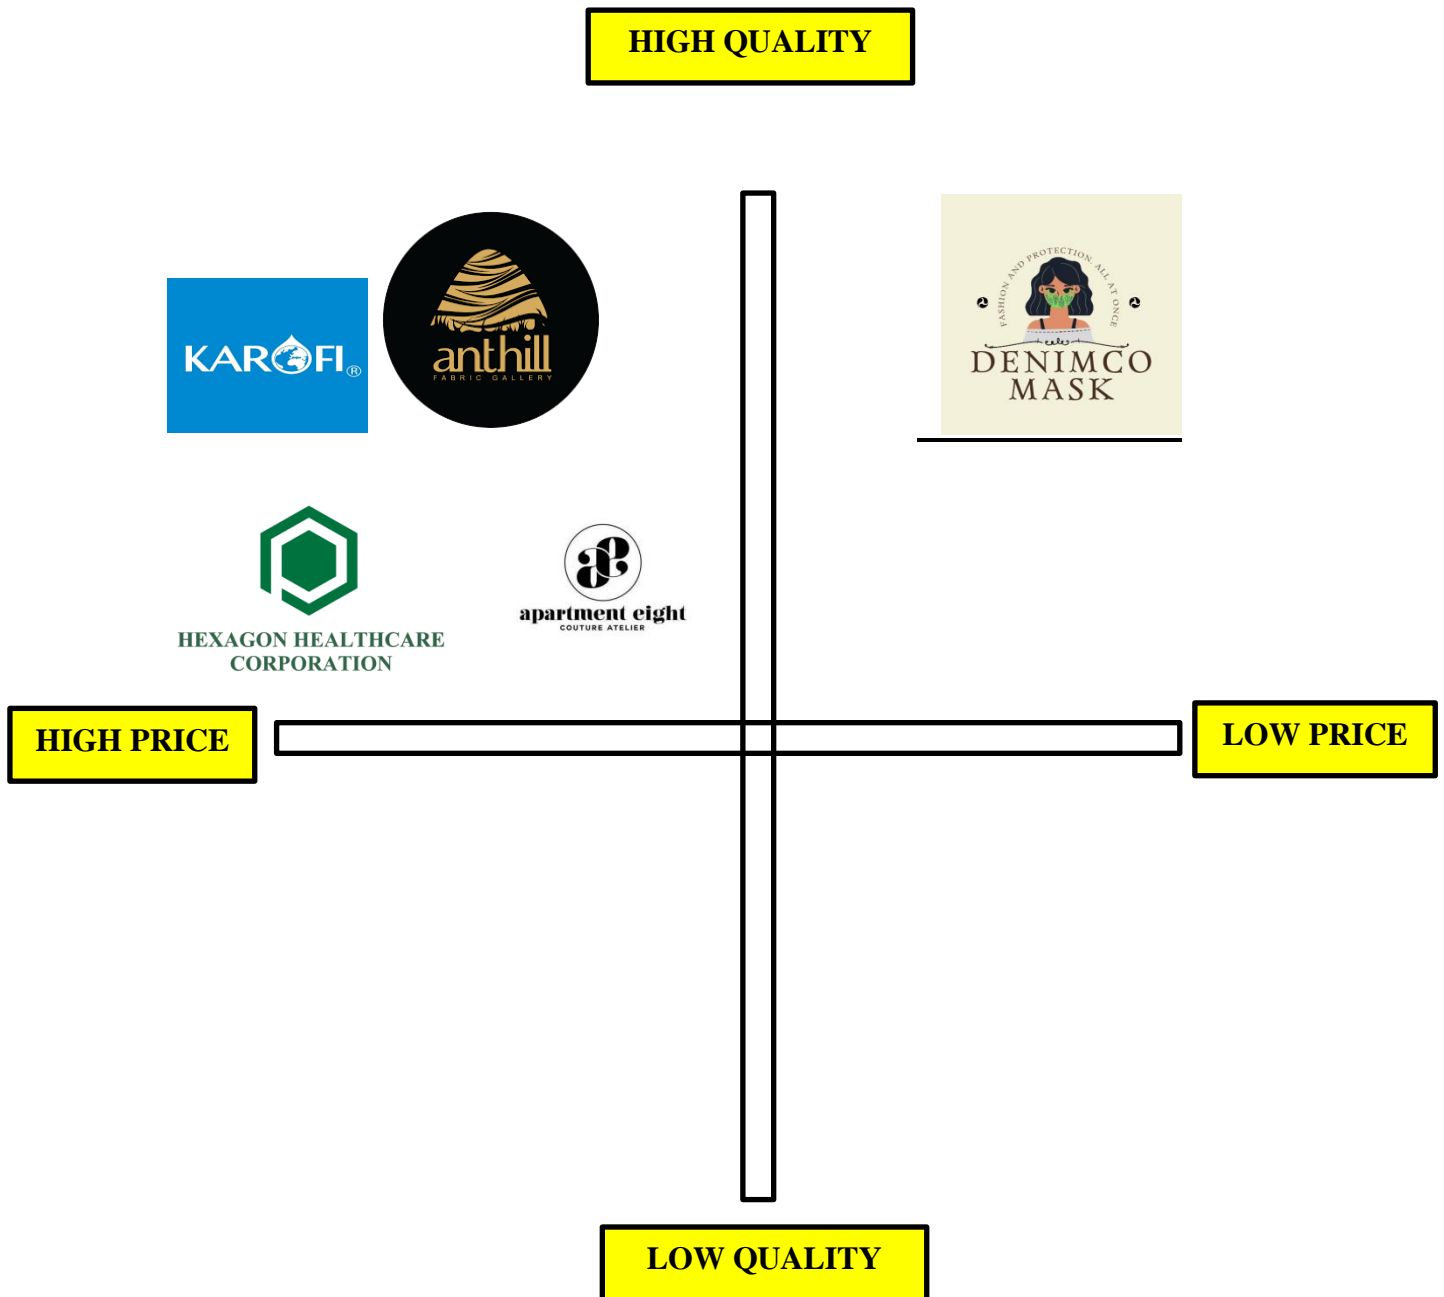 HIGH QUALITY
FASHION AND PROTECTION. ALL AT ONCE
DENIMCO
MASK
KAROFI®
anthill
FABRIC GALLERY
ae
apartment eight
COUTURE ATELIER
HEXAGON HEALTHCARE
CORPORATION
HIGH PRICE
LOW PRICE
LOW QUALITY